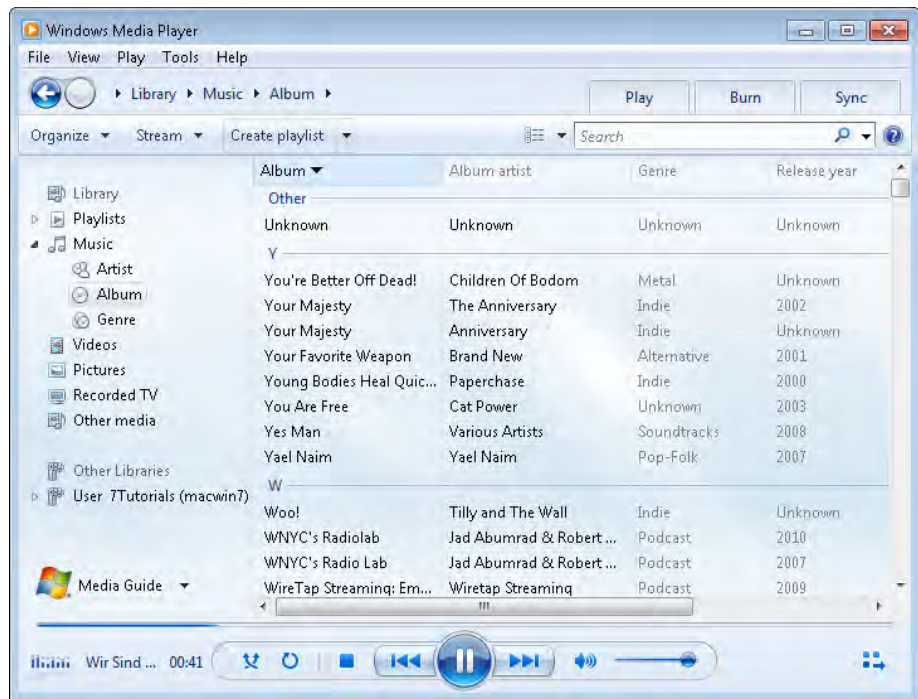 Windows Media Player
File View Play Tools Help
Library Music Album
Play Burn Sync
Organize Stream Create playlist Search
Album Album artist Genre Release year
Library
Playlists
Music
Artist
Album
Genre
Videos
Pictures
Recorded TV
Other media
Other Libraries
User 7Tutorials (macwin7)
Media Guide
Other
Unknown Unknown Unknown Unknown
Y
You're Better Off Dead! Children Of Bodom Metal Unknown
Your Majesty The Anniversary Indie 2002
Your Majesty Anniversary Indie Unknown
Your Favorite Weapon Brand New Alternative 2001
Young Bodies Heal Quic... Paperchase Indie 2000
You Are Free Cat Power Unknown 2003
Yes Man Various Artists Soundtracks 2008
Yael Naim Yael Naim Pop-Folk 2007
W
Woo! Tilly and The Wall Indie Unknown
WNYC's Radiolab Jad Abumrad & Robert ... Podcast 2010
WNYC's Radio Lab Jad Abumrad & Robert ... Podcast 2007
WireTap Streaming: Em... Wiretap Streaming Podcast 2009
Wir Sind ... 00:41